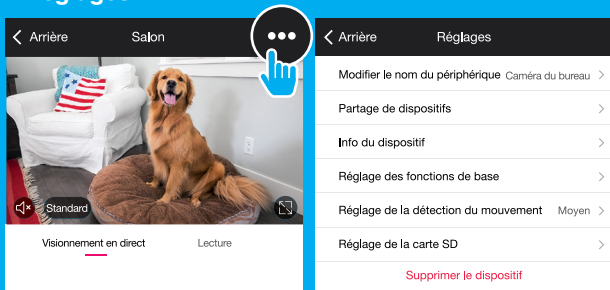 Réglages
Arrière
Salon
Standard
Visionnement en direct
Lecture
Arrière
Réglages
Modifier le nom du périphérique Caméra du bureau
Partage de dispositifs
Info du dispositif
Réglage des fonctions de base
Réglage de la détection du mouvement Moyen
Réglage de la carte SD
Supprimer le dispositif